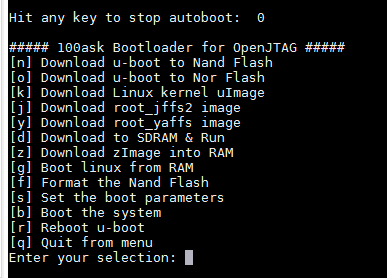 Hit any key to stop autoboot:  0
##### 100ask Bootloader for OpenJTAG #####
[n] Download u-boot to Nand Flash
[o] Download u-boot to Nor Flash
[k] Download Linux kernel uImage
[j] Download root_jffs2 image
[y] Download root_yaffs image
[d] Download to SDRAM & Run
[z] Download zImage into RAM
[g] Boot linux from RAM
[f] Format the Nand Flash
[s] Set the boot parameters
[b] Boot the system
[r] Reboot u-boot
[q] Quit from menu
Enter your selection: